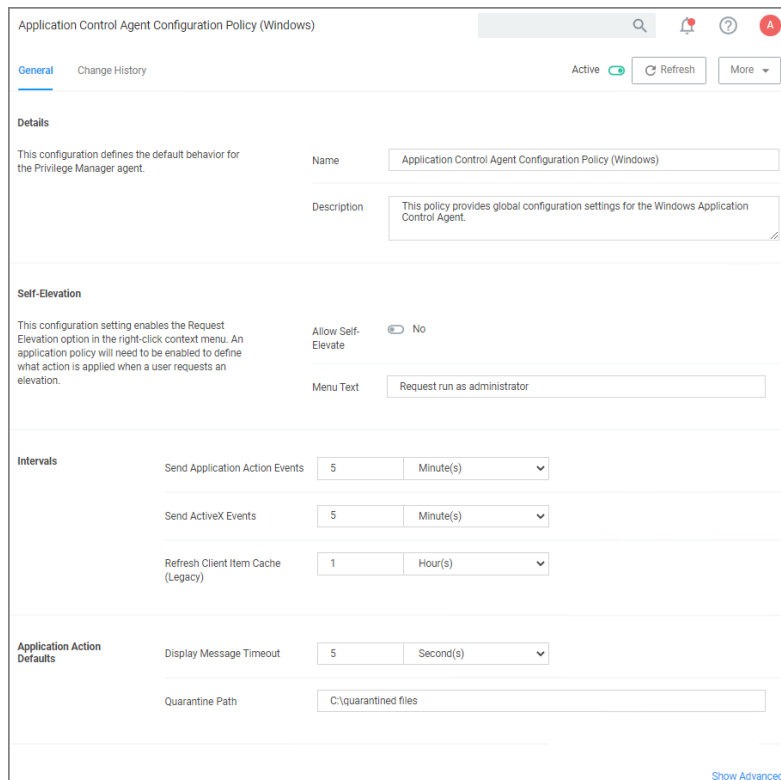 Application Control Agent Configuration Policy (Windows)
A
General
Change History
Active
Refresh
More
Details
This configuration defines the default behavior for
the Privilege Manager agent.
Name
Application Control Agent Configuration Policy (Windows)
Description
This policy provides global configuration settings for the Windows Application
Control Agent.
Self-Elevation
This configuration setting enables the Request
Elevation option in the right-click context menu. An
application policy will need to be enabled to define
what action is applied when a user requests an
elevation.
Allow Self-
Elevate
No
Menu Text
Request run as administrator
Intervals
Send Application Action Events
5
Minute(s)
Send ActiveX Events
5
Minute(s)
Refresh Client Item Cache
(Legacy)
1
Hour(s)
Application Action
Defaults
Display Message Timeout
5
Second(s)
Quarantine Path
C:\quarantined files
Show Advanced